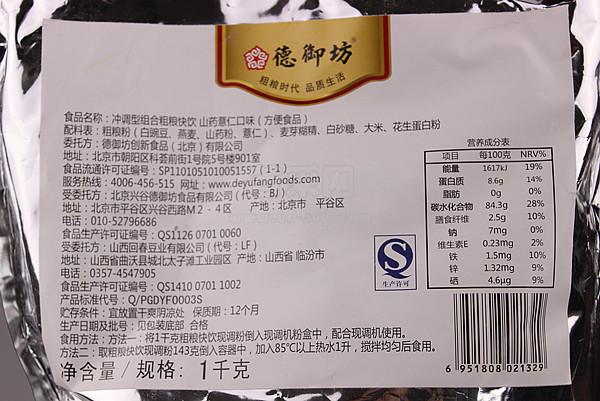 德御坊®
粗粮时代 品质生活
食品名称：冲调型组合粗粮快饮 山药薏仁口味（方便食品）
配料表：粗粮粉（白豌豆、燕麦、山药粉、薏仁）、麦芽糊精、白砂糖、大米、花生蛋白粉
委托方：德御坊创新食品（北京）有限公司
地址：北京市朝阳区科荟前街1号院5号楼901室
食品流通许可证编号：SP1101051010051557（1-1）
服务热线：4006-456-515 网址：www.deyufangfoods.com
受委托方：北京兴谷德御坊食品有限公司（代号：BJ）
地址：北京市平谷区兴谷西路M2-4区 产地：北京市 平谷区
电话：010-52796686
食品生产许可证编号：QS1126 0701 0060
受委托方：山西回春豆业有限公司（代号：LF）
地址：山西省曲沃县城北太子滩工业园区 产地：山西省 临汾市
电话：0357-4547905
食品生产许可证编号：QS1410 0701 1002
产品标准代号：Q/PGDYF0003S
贮存条件：宜放置干爽阴凉处 保质期：12个月
生产日期及批号：见包装底部 合格
食用方法：方法一：将1千克粗粮快饮现调粉倒入现调机粉盒中，配合现调机使用。
方法二：取粗粮快饮现调粉143克倒入容器中，加入85℃以上热水1升，搅拌均匀后食用。
净含量/规格：1千克
营养成分表
项目 每100克 NRV%
能量 1617kJ 19%
蛋白质 8.6g 14%
脂肪 0g 0%
碳水化合物 84.3g 28%
膳食纤维 2.5g 10%
钠 7mg 0%
维生素E 0.23mg 2%
铁 1.5mg 10%
锌 1.32mg 9%
硒 4.6μg 9%
QS
生产许可
6 951808 021329